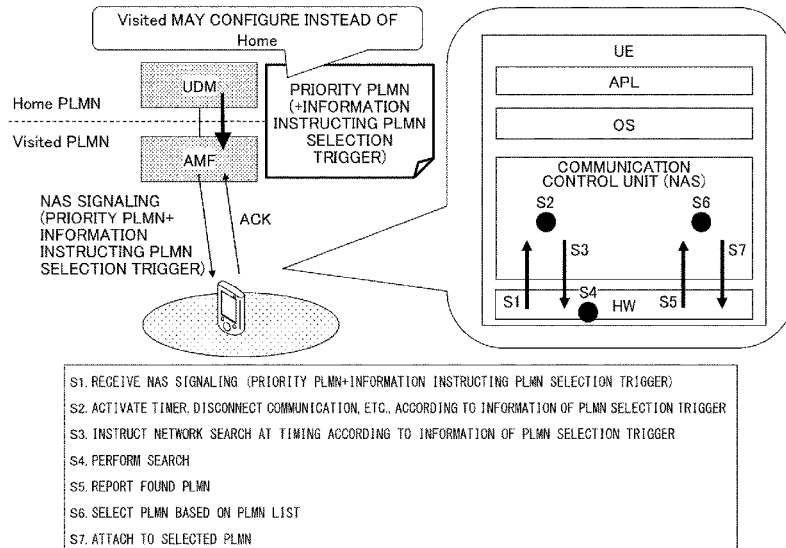 Visited MAY CONFIGURE INSTEAD OF
Home
UDM
Home PLMN
Visited PLMN
AMF
PRIORITY PLMN
(+INFORMATION
INSTRUCTING PLMN
SELECTION
TRIGGER)
NAS SIGNALING
(PRIORITY PLMN+
INFORMATION
INSTRUCTING PLMN
SELECTION TRIGGER)
ACK
UE
APL
OS
COMMUNICATION
CONTROL UNIT (NAS)
S2
S6
S3
S7
S4
S1
HW
S5
S1. RECEIVE NAS SIGNALING (PRIORITY PLMN+INFORMATION INSTRUCTING PLMN SELECTION TRIGGER)
S2. ACTIVATE TIMER, DISCONNECT COMMUNICATION, ETC., ACCORDING TO INFORMATION OF PLMN SELECTION TRIGGER
S3. INSTRUCT NETWORK SEARCH AT TIMING ACCORDING TO INFORMATION OF PLMN SELECTION TRIGGER
S4. PERFORM SEARCH
S5. REPORT FOUND PLMN
S6. SELECT PLMN BASED ON PLMN LIST
S7. ATTACH TO SELECTED PLMN